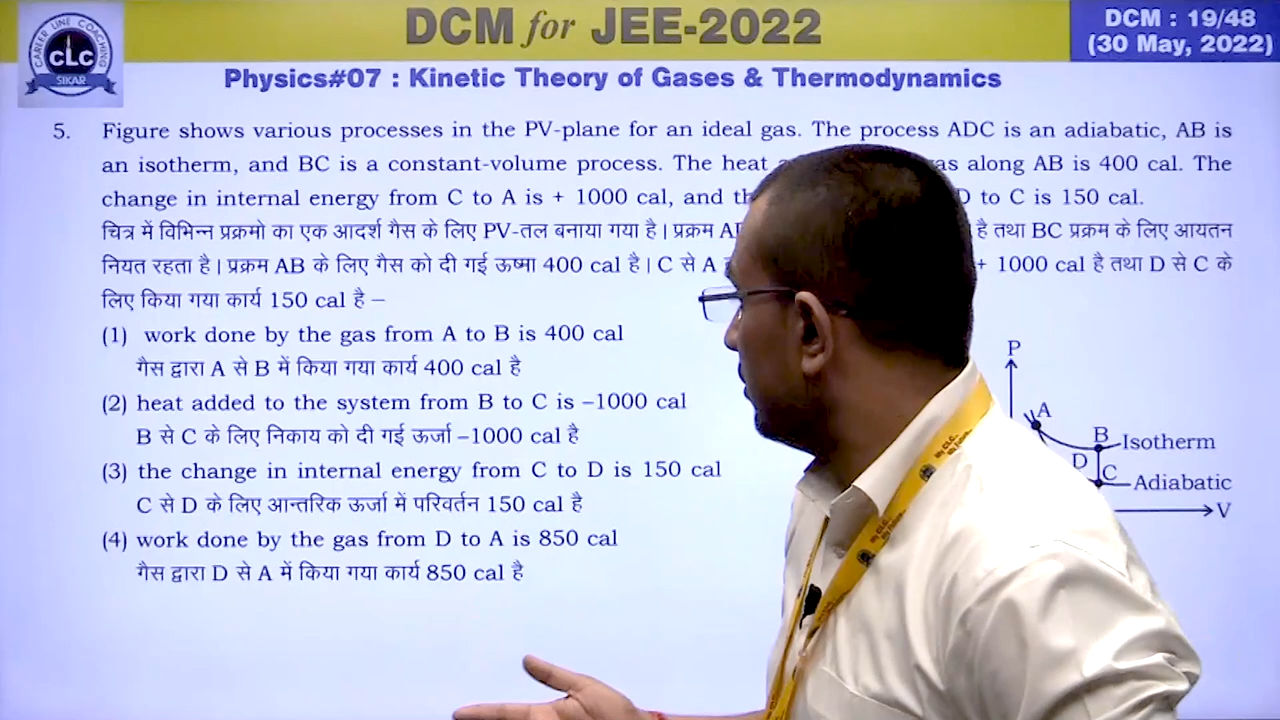 DCM for JEE-2022
DCM : 19/48
(30 May, 2022)
CAREER LINE COACHING
CLC
SIKAR
Physics#07 : Kinetic Theory of Gases & Thermodynamics
5. Figure shows various processes in the PV-plane for an ideal gas. The process ADC is an adiabatic, AB is
an isotherm, and BC is a constant-volume process. The heat as along AB is 400 cal. The
change in internal energy from C to A is + 1000 cal, and D to C is 150 cal.
चित्र में विभिन्न प्रक्रमो का एक आदर्श गैस के लिए PV-तल बनाया गया है। प्रक्रम है तथा BC प्रक्रम के लिए आयतन
नियत रहता है। प्रक्रम AB के लिए गैस को दी गई ऊष्मा 400 cal है। C से A + 1000 cal है तथा D से C के
लिए किया गया कार्य 150 cal है –
(1) work done by the gas from A to B is 400 cal
गैस द्वारा A से B में किया गया कार्य 400 cal है
(2) heat added to the system from B to C is –1000 cal
B से C के लिए निकाय को दी गई ऊर्जा –1000 cal है
(3) the change in internal energy from C to D is 150 cal
C से D के लिए आन्तरिक ऊर्जा में परिवर्तन 150 cal है
(4) work done by the gas from D to A is 850 cal
गैस द्वारा D से A में किया गया कार्य 850 cal है
P
A
B
Isotherm
D
C
Adiabatic
V